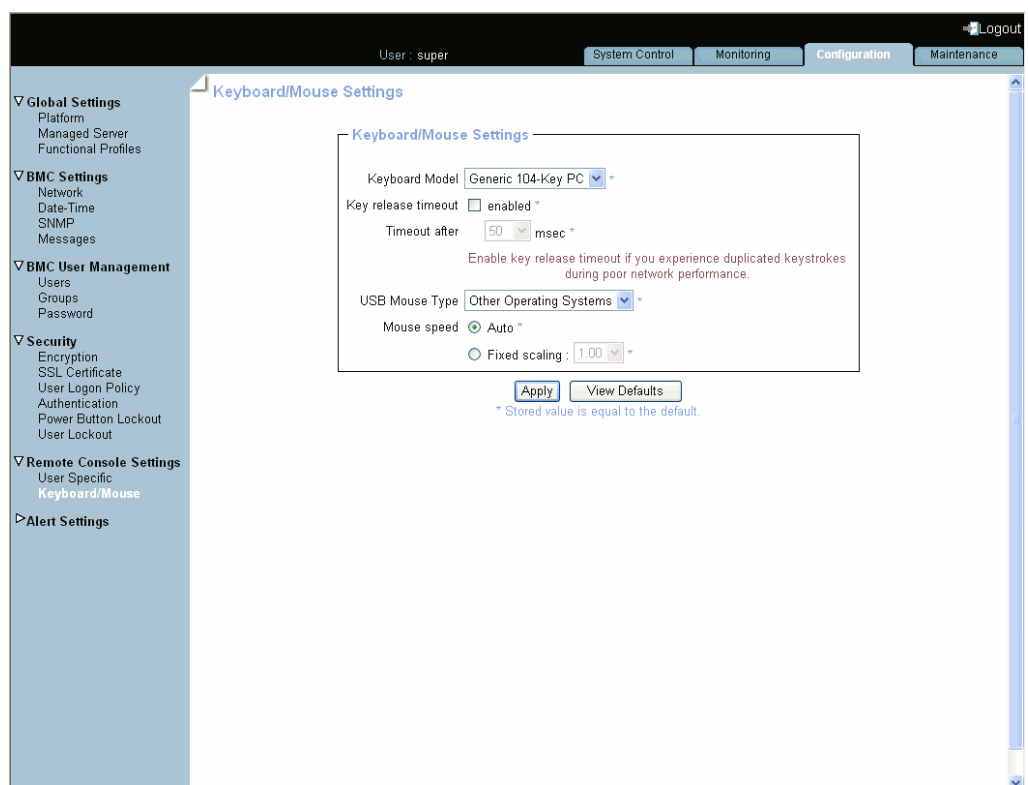 Logout
User : super
System Control
Monitoring
Configuration
Maintenance
Global Settings
Platform
Managed Server
Functional Profiles
BMC Settings
Network
Date-Time
SNMP
Messages
BMC User Management
Users
Groups
Password
Security
Encryption
SSL Certificate
User Logon Policy
Authentication
Power Button Lockout
User Lockout
Remote Console Settings
User Specific
Keyboard/Mouse
Alert Settings
Keyboard/Mouse Settings
Keyboard/Mouse Settings
Keyboard Model Generic 104-Key PC *
Key release timeout enabled *
Timeout after 50 msec *
Enable key release timeout if you experience duplicated keystrokes
during poor network performance.
USB Mouse Type Other Operating Systems *
Mouse speed Auto *
Fixed scaling : 1.00 *
Apply View Defaults
* Stored value is equal to the default.